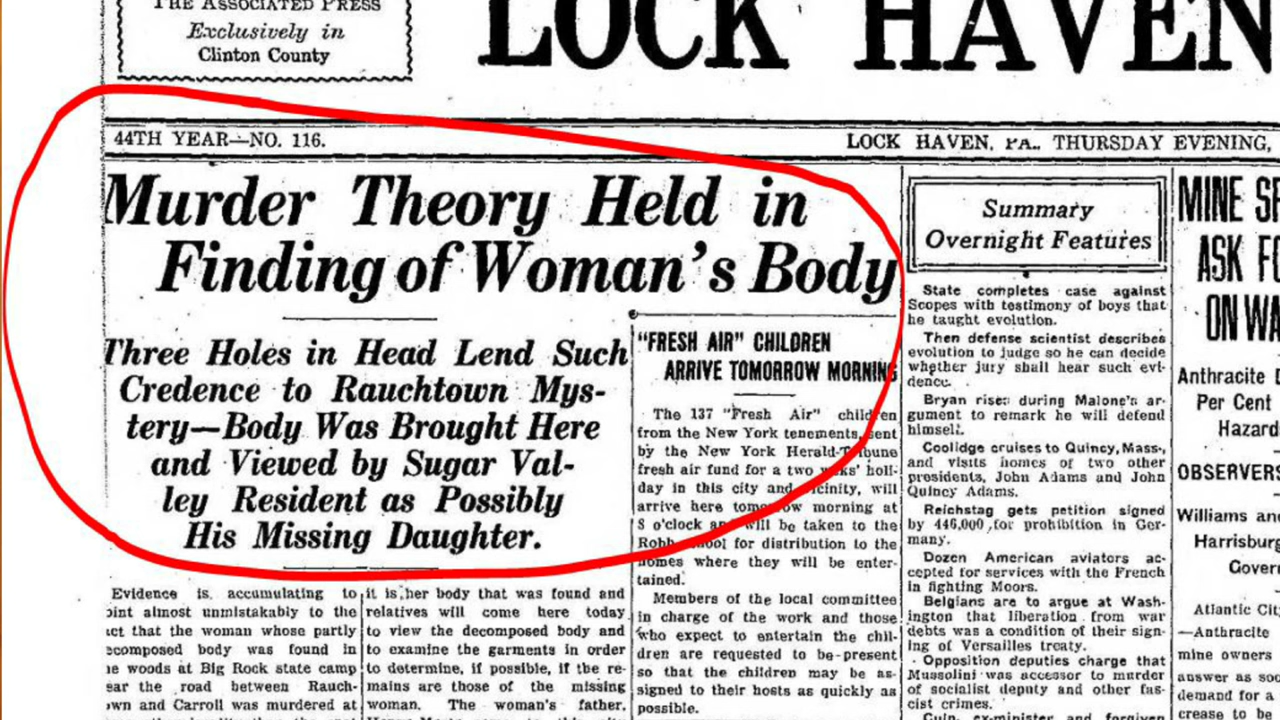 THE ASSOCIATED PRESS
Exclusively in
Clinton County
LOCK HAVEN
44TH YEAR—NO. 116.
LOCK HAVEN, PA., THURSDAY EVENING,
Murder Theory Held in
Finding of Woman's Body
Three Holes in Head Lend Such
Credence to Rauchtown Mys-
tery—Body Was Brought Here
and Viewed by Sugar Val-
ley Resident as Possibly
His Missing Daughter.
Evidence is accumulating to
point almost unmistakably to the
that the woman whose partly
body was found in
woods at Big Rock state camp
the road between Rauch-
and Carroll was murdered at
it is her body that was found and
relatives will come here today
to view the decomposed body and
to examine the garments in order
to determine, if possible, if the re-
mains are those of the missing
woman. The woman's father,
"FRESH AIR" CHILDREN
ARRIVE TOMORROW MORNING
The 137 "Fresh Air" children
from the New York tenements, sent
by the New York Herald-Tribune
fresh air fund for a two weeks' holi-
day in this city and vicinity, will
arrive here tomorrow morning at
8 o'clock and will be taken to the
Robb school for distribution to the
homes where they will be enter-
tained.
Members of the local committee
in charge of the work and those
who expect to entertain the chil-
dren are requested to be present
so that the children may be as-
signed to their hosts as quickly as
possible.
Summary
Overnight Features
State completes case against
Scopes with testimony of boys that
he taught evolution.
Then defense scientist describes
evolution to judge so he can decide
whether jury shall hear such evi-
dence.
Bryan rises during Malone's ar-
gument to remark he will defend
himself.
Coolidge cruises to Quincy, Mass.,
and visits homes of two other
presidents, John Adams and John
Quincy Adams.
Reichstag gets petition signed
by 446,000 for prohibition in Ger-
many.
Dozen American aviators ac-
cepted for services with the French
in fighting Moors.
Belgians are to argue at Wash-
ington that liberation from war
debts was a condition of their sign-
ing of Versailles treaty.
Opposition deputies charge that
Mussolini was accessor to murder
of socialist deputy and other fas-
cist crimes.
ex-minister and forgiven
MINE
ASK
ON
Anthracite
Per Cent
Hazard
OBSERVERS
Williams and
Harrisburg
Gover
Atlantic
—Anthracite
mine owners
answer as
demand for a
crease to be